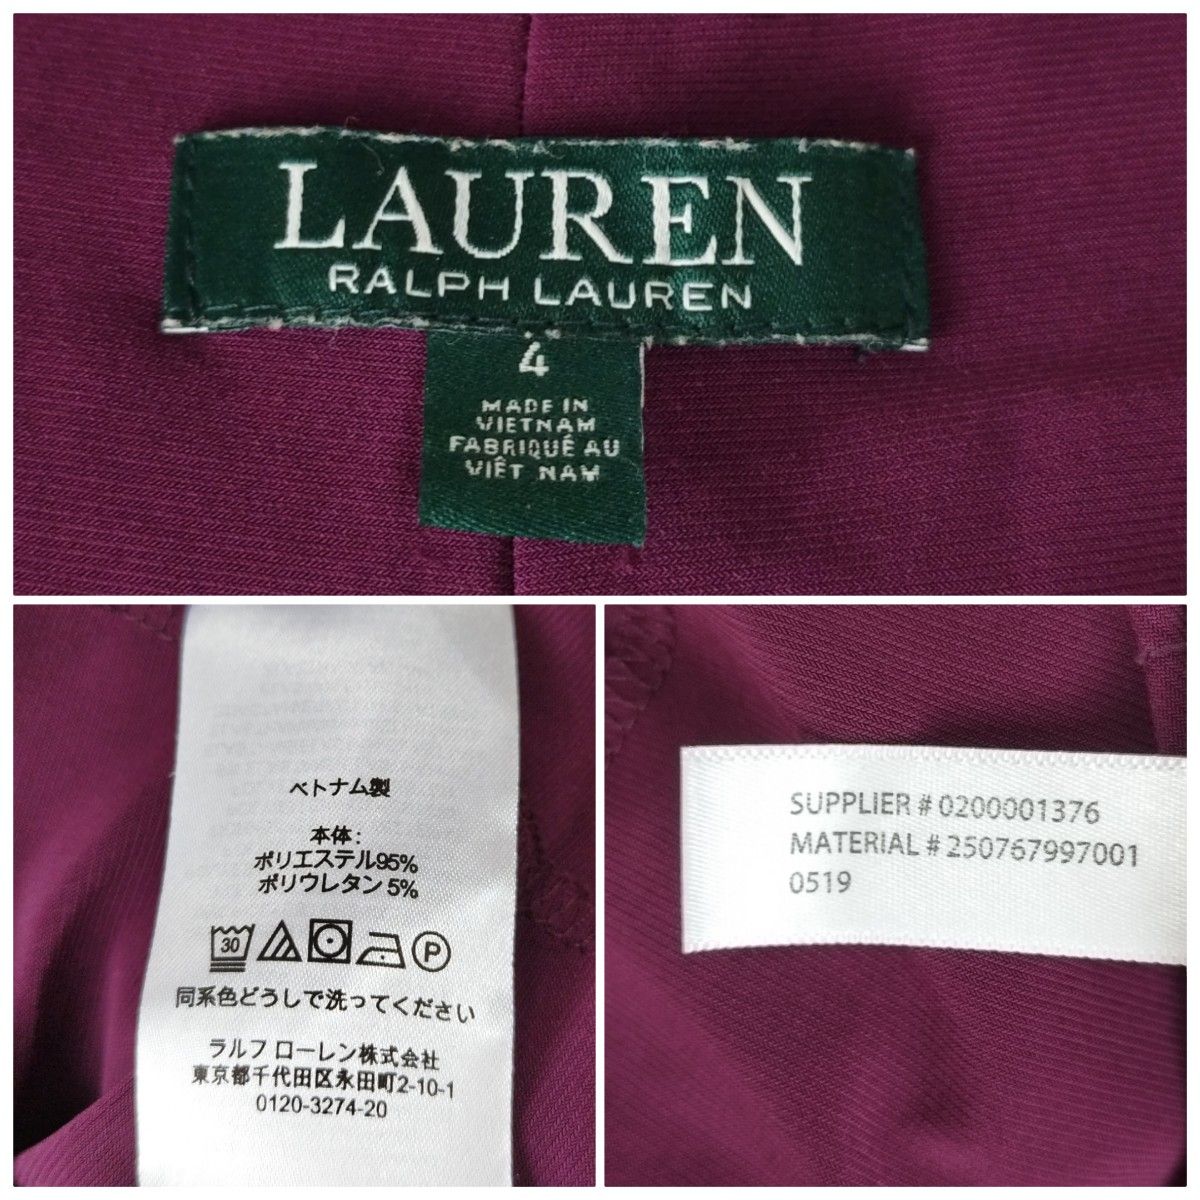 LAUREN
RALPH LAUREN
4
MADE IN
VIETNAM
FABRIQUÉ AU
VIÊT NAM
ベトナム製
本体:
ポリエステル95%
ポリウレタン 5%
30
P
同系色どうしで洗ってください
ラルフ ローレン株式会社
東京都千代田区永田町2-10-1
0120-3274-20
SUPPLIER # 0200001376
MATERIAL # 250767997001
0519